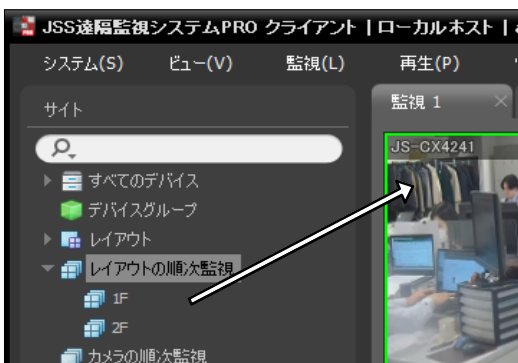 JSS遠隔監視システムPRO クライアント | ローカルホスト |
システム(S) ビュー(V) 監視(L) 再生(P)
サイト
監視 1
JS-CX4241
すべてのデバイス
デバイスグループ
レイアウト
レイアウトの順次監視
1F
2F
カメラの順次監視